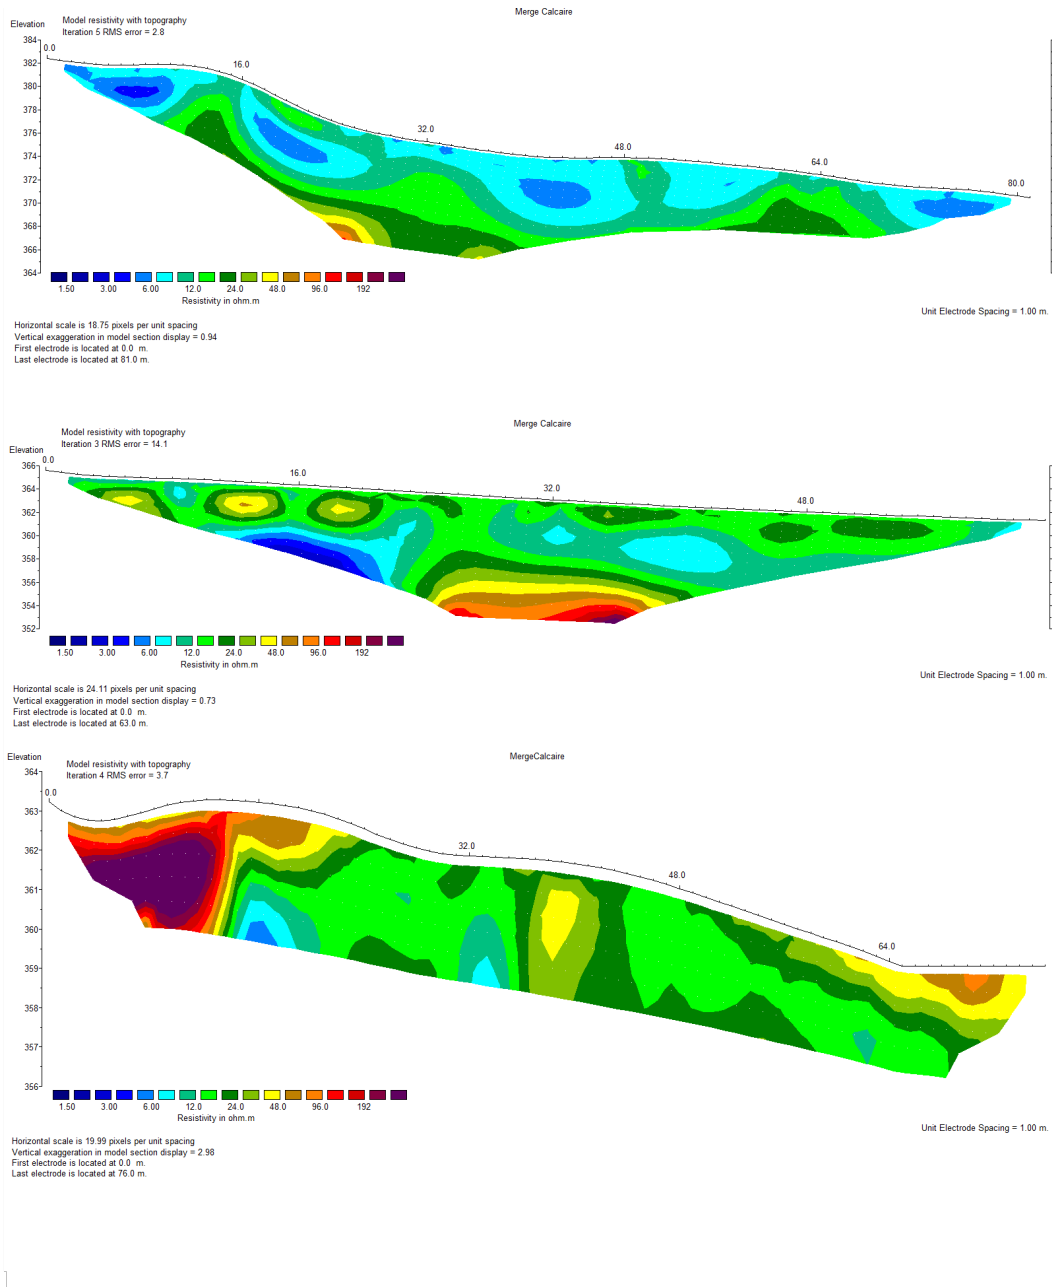 Merge Calcaire
Elevation
Model resistivity with topography
Iteration 5 RMS error = 2.8
384
382
380
378
376
374
372
370
368
366
364
0.0
16.0
32.0
48.0
64.0
80.0
1.50 3.00 6.00 12.0 24.0 48.0 96.0 192
Resistivity in ohm.m
Unit Electrode Spacing = 1.00 m.
Horizontal scale is 18.75 pixels per unit spacing
Vertical exaggeration in model section display = 0.94
First electrode is located at 0.0 m.
Last electrode is located at 81.0 m.
Merge Calcaire
Model resistivity with topography
Iteration 3 RMS error = 14.1
Elevation
366
364
362
360
358
356
354
352
0.0
16.0
32.0
48.0
1.50 3.00 6.00 12.0 24.0 48.0 96.0 192
Resistivity in ohm.m
Unit Electrode Spacing = 1.00 m.
Horizontal scale is 24.11 pixels per unit spacing
Vertical exaggeration in model section display = 0.73
First electrode is located at 0.0 m.
Last electrode is located at 63.0 m.
MergeCalcaire
Elevation
Model resistivity with topography
Iteration 4 RMS error = 3.7
364
363
362
361
360
359
358
357
356
0.0
32.0
48.0
64.0
1.50 3.00 6.00 12.0 24.0 48.0 96.0 192
Resistivity in ohm.m
Unit Electrode Spacing = 1.00 m.
Horizontal scale is 19.99 pixels per unit spacing
Vertical exaggeration in model section display = 2.98
First electrode is located at 0.0 m.
Last electrode is located at 76.0 m.